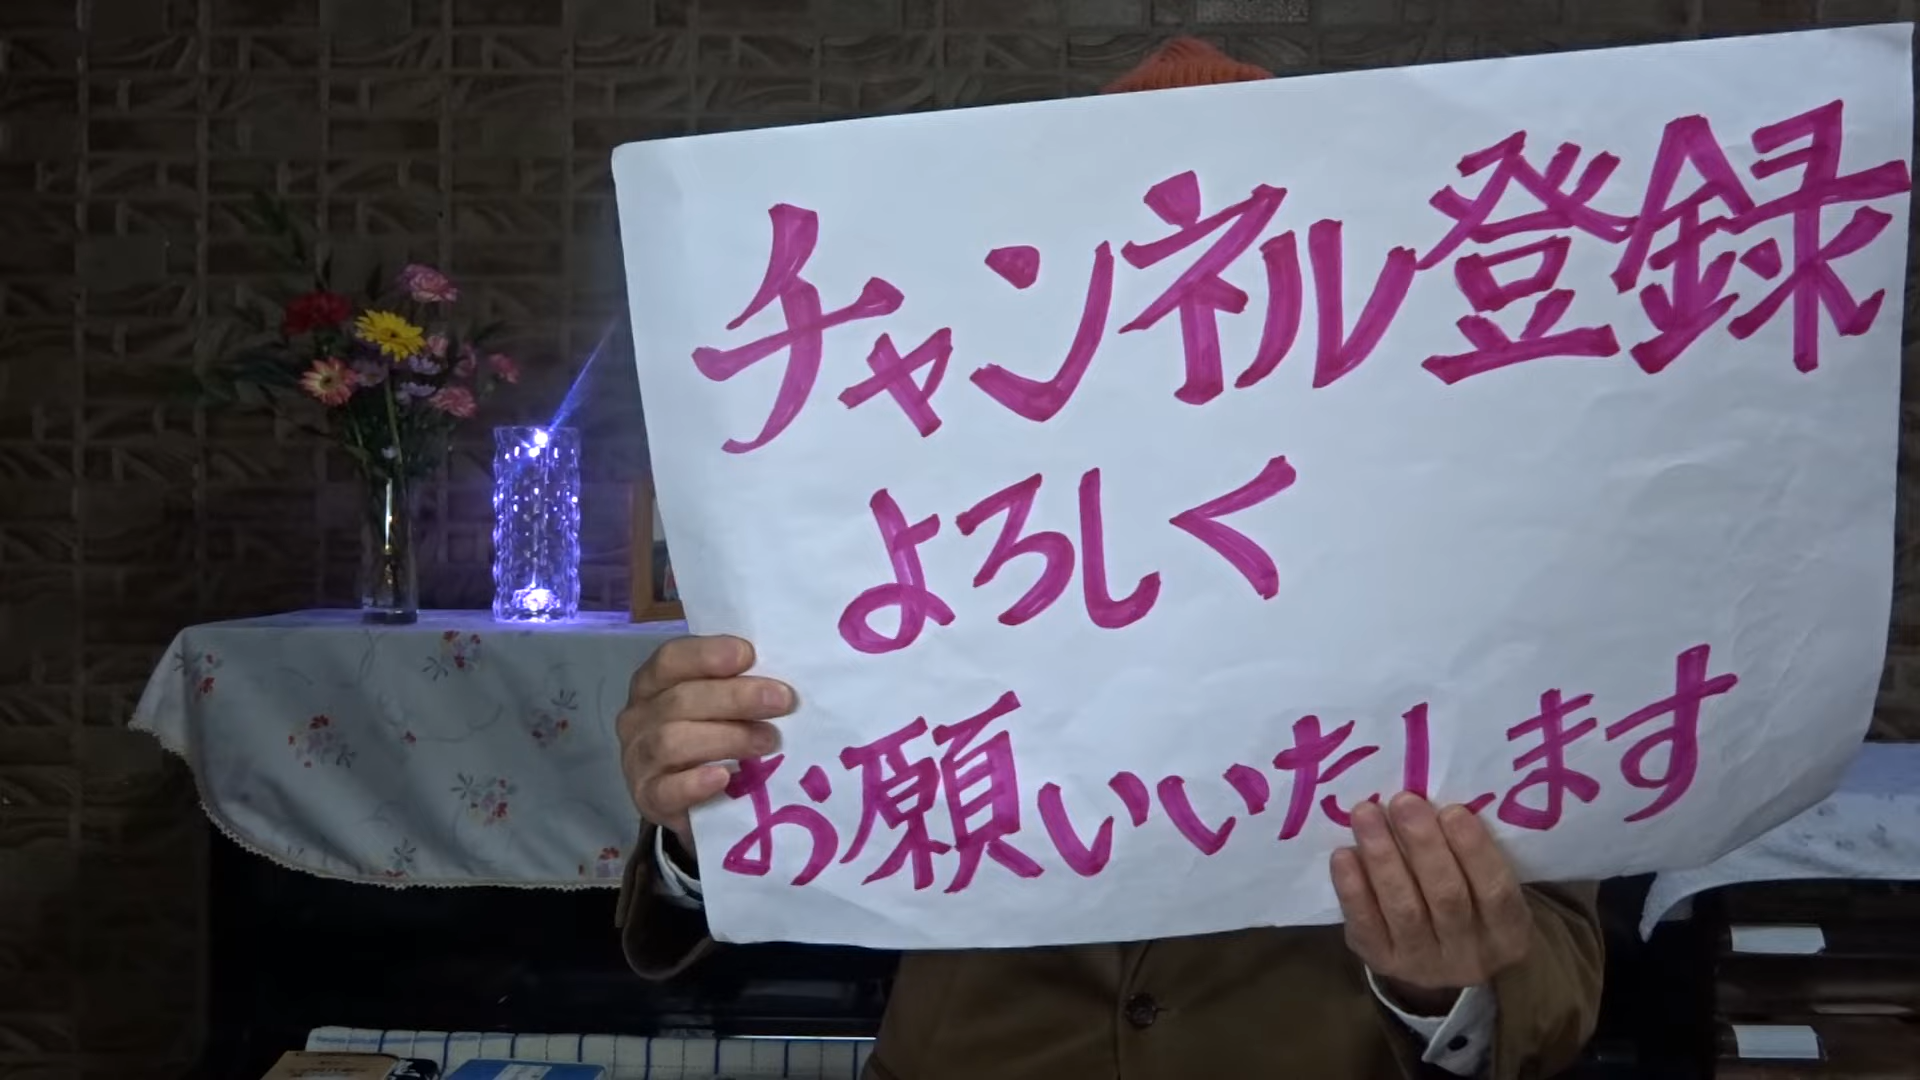 チャンネル登録
よろしく
お願いいたします